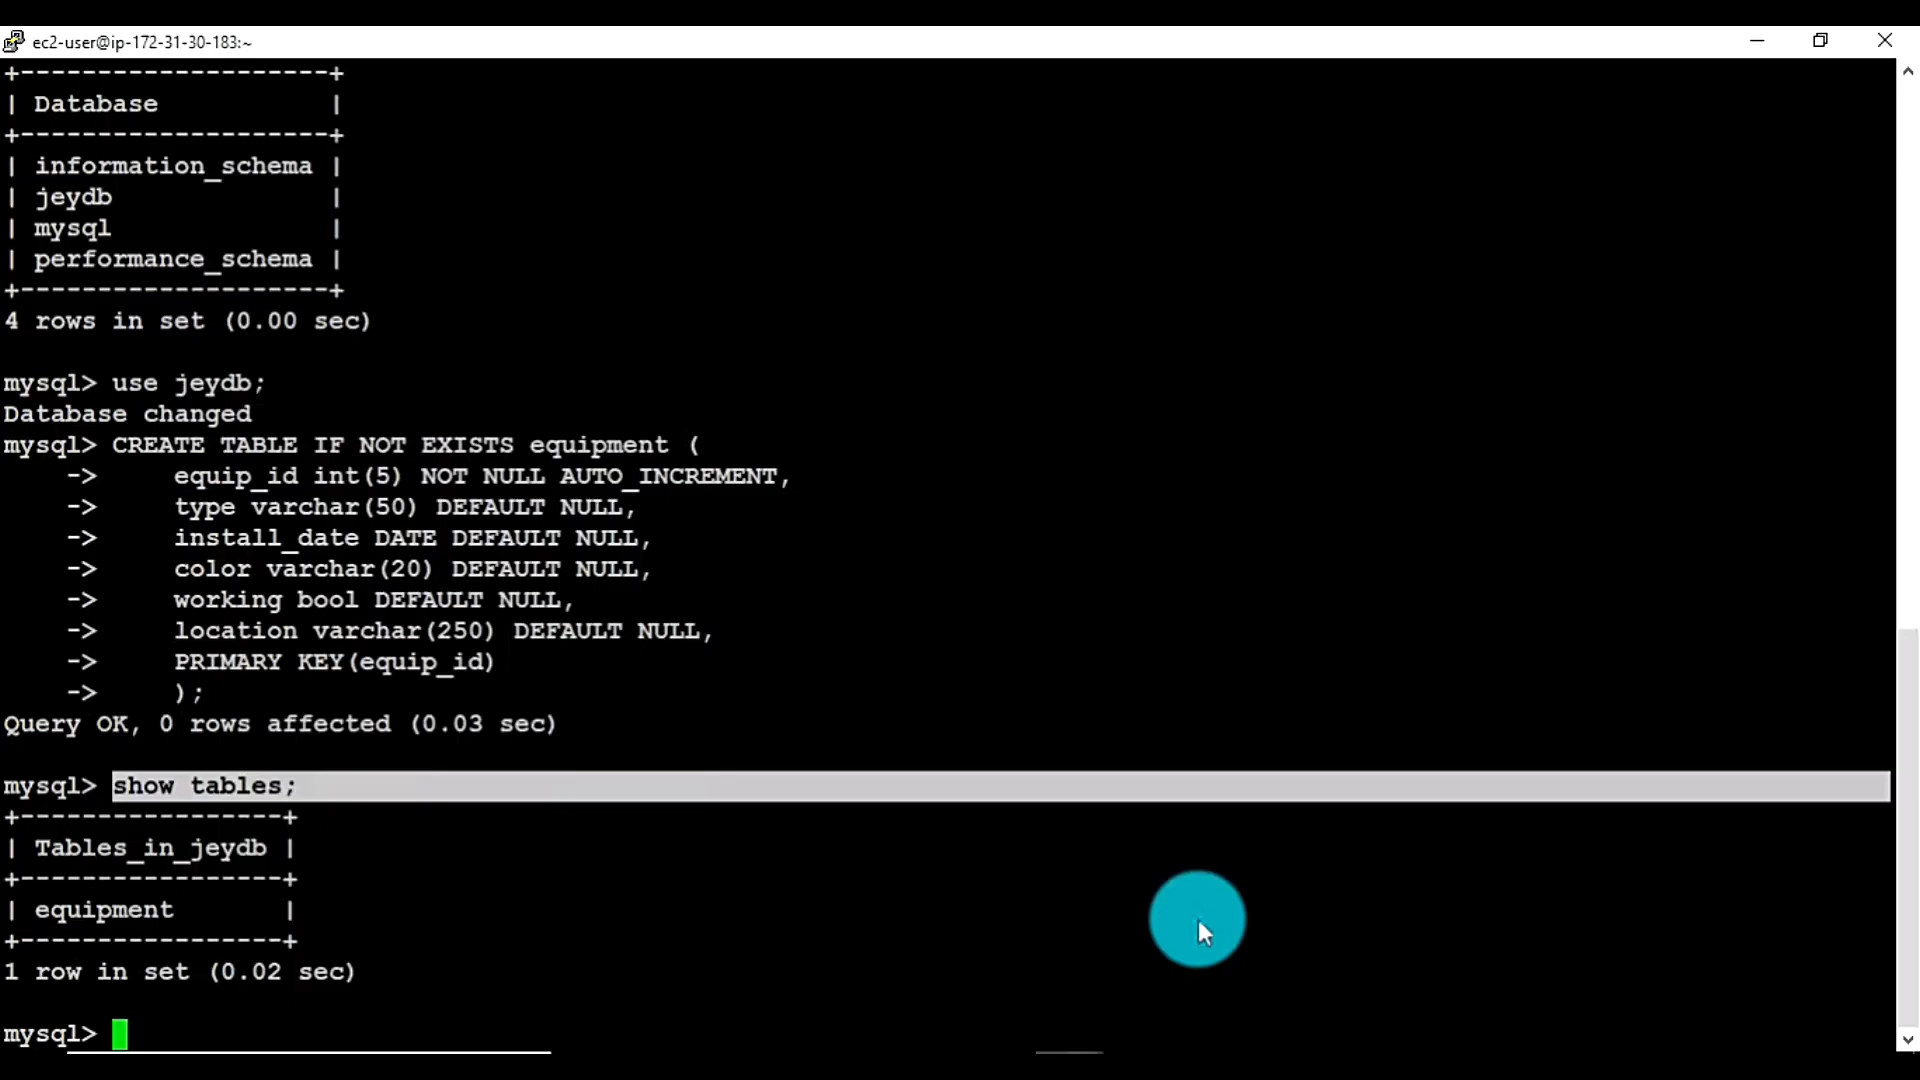 ec2-user@ip-172-31-30-183:~
+--------------------+
| Database           |
+--------------------+
| information_schema |
| jeydb              |
| mysql              |
| performance_schema |
+--------------------+
4 rows in set (0.00 sec)
mysql> use jeydb;
Database changed
mysql> CREATE TABLE IF NOT EXISTS equipment (
    ->     equip_id int(5) NOT NULL AUTO_INCREMENT,
    ->     type varchar(50) DEFAULT NULL,
    ->     install_date DATE DEFAULT NULL,
    ->     color varchar(20) DEFAULT NULL,
    ->     working bool DEFAULT NULL,
    ->     location varchar(250) DEFAULT NULL,
    ->     PRIMARY KEY(equip_id)
    ->     );
Query OK, 0 rows affected (0.03 sec)
mysql> show tables;
+-----------------+
| Tables_in_jeydb |
+-----------------+
| equipment       |
+-----------------+
1 row in set (0.02 sec)
mysql>